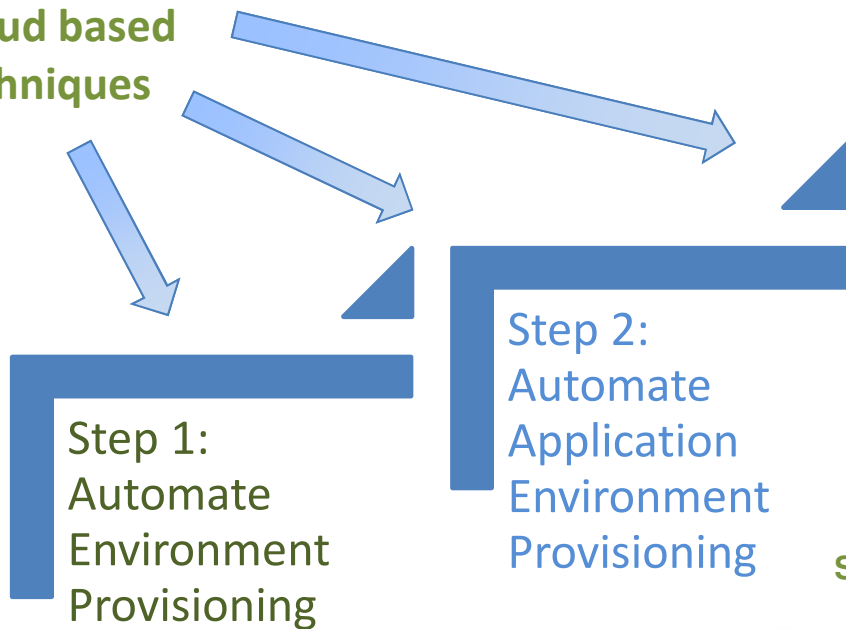 ud based
hniques
Step 1:
Automate
Environment
Provisioning
Step 2:
Automate
Application
Environment
Provisioning
s